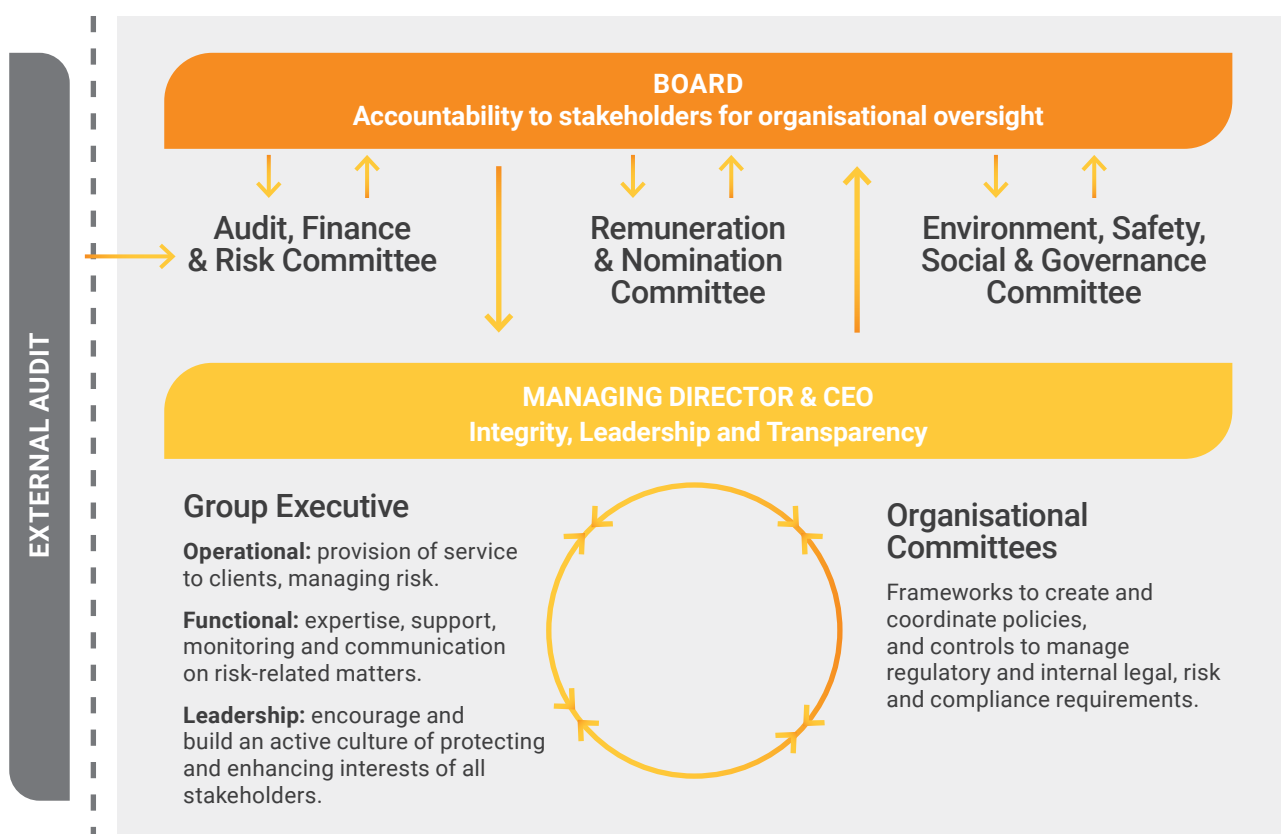 EXTERNAL AUDIT
BOARD
Accountability to stakeholders for organisational oversight
Audit, Finance
& Risk Committee
Remuneration
& Nomination
Committee
Environment, Safety,
Social & Governance
Committee
MANAGING DIRECTOR & CEO
Integrity, Leadership and Transparency
Group Executive
Operational: provision of service
to clients, managing risk.
Functional: expertise, support,
monitoring and communication
on risk-related matters.
Leadership: encourage and
build an active culture of protecting
and enhancing interests of all
stakeholders.
Organisational
Committees
Frameworks to create and
coordinate policies,
and controls to manage
regulatory and internal legal, risk
and compliance requirements.